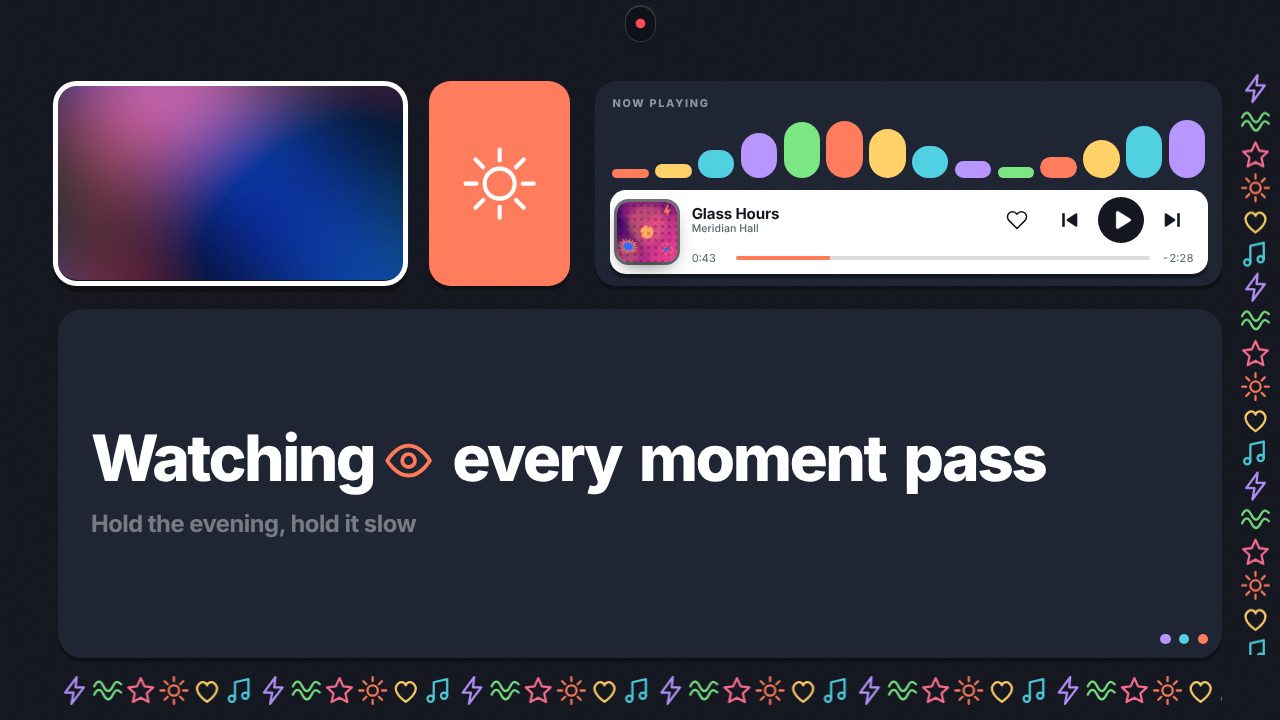 NOW PLAYING
Glass Hours
Meridian Hall
0:43
-2:28
Watching every moment pass
Hold the evening, hold it slow